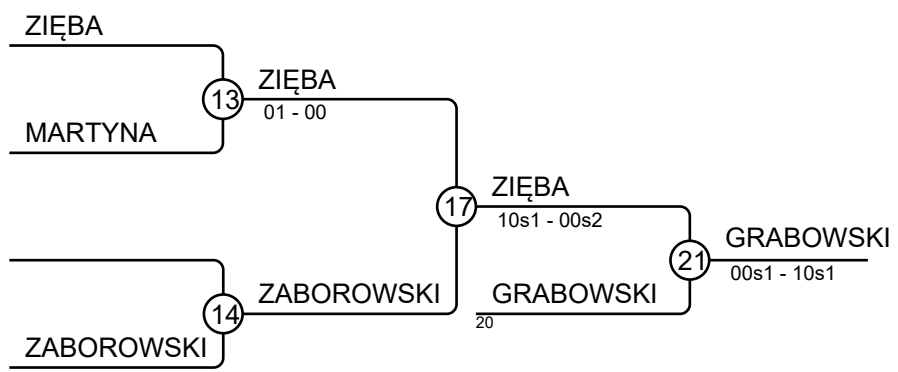 ZIĘBA
13
ZIĘBA
01 - 00
MARTYNA
17
ZIĘBA
10s1 - 00s2
21
GRABOWSKI
00s1 - 10s1
14
ZABOROWSKI
GRABOWSKI
20
ZABOROWSKI